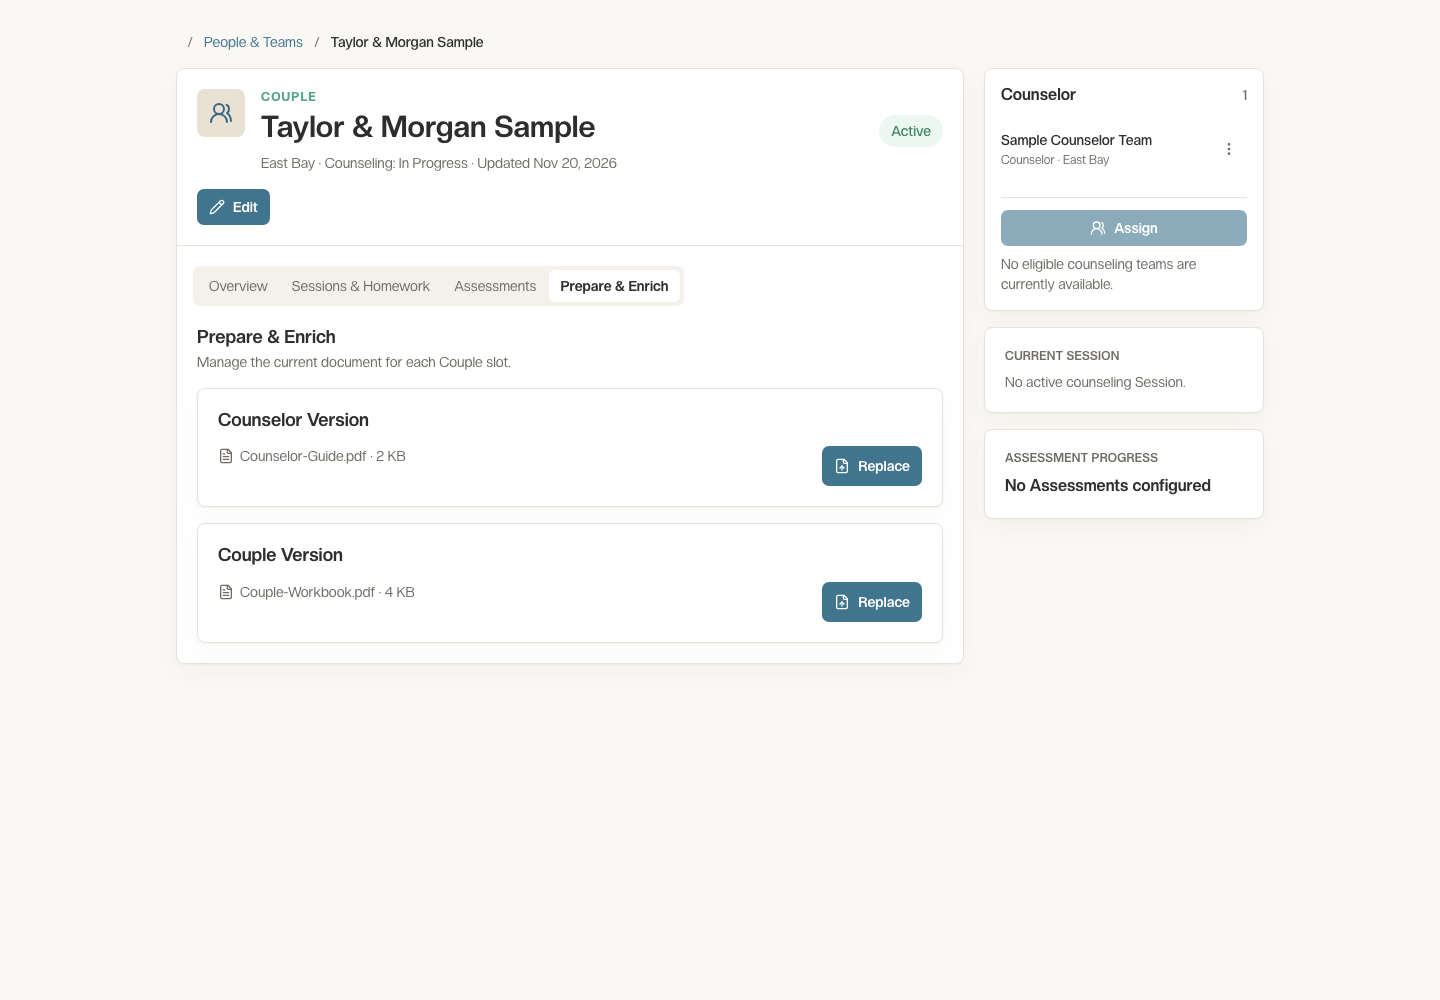 / People & Teams / Taylor & Morgan Sample
COUPLE
Taylor & Morgan Sample
East Bay · Counseling: In Progress · Updated Nov 20, 2026
Active
Edit
Overview
Sessions & Homework
Assessments
Prepare & Enrich
Prepare & Enrich
Manage the current document for each Couple slot.
Counselor Version
Counselor-Guide.pdf · 2 KB
Replace
Couple Version
Couple-Workbook.pdf · 4 KB
Replace
Counselor 1
Sample Counselor Team
Counselor · East Bay
Assign
No eligible counseling teams are
currently available.
CURRENT SESSION
No active counseling Session.
ASSESSMENT PROGRESS
No Assessments configured